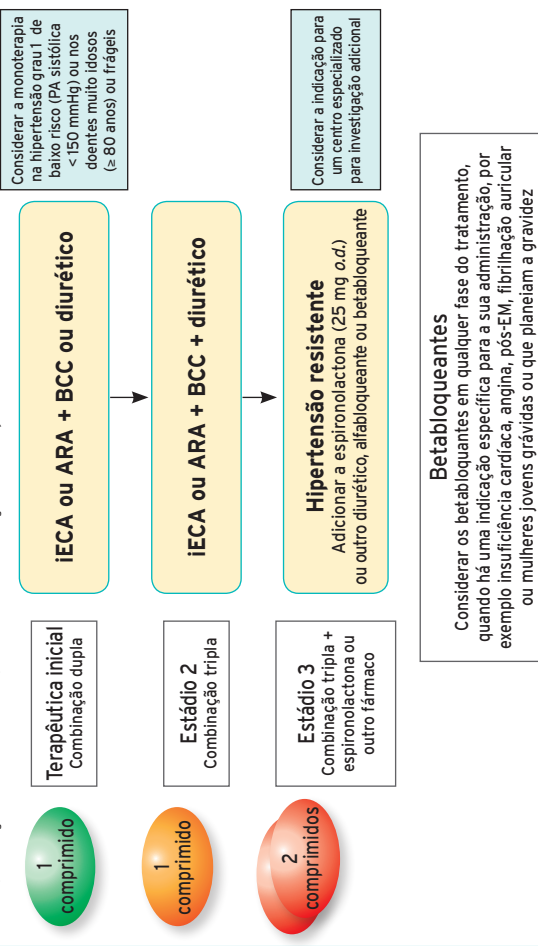 1
comprimido
Terapêutica inicial
Combinação dupla
iECA ou ARA + BCC ou diurético
Considerar a monoterapia
na hipertensão grau 1 de
baixo risco (PA sistólica
< 150 mmHg) ou nos
doentes muito idosos
(≥ 80 anos) ou frágeis
1
comprimido
Estádio 2
Combinação tripla
iECA ou ARA + BCC + diurético
2
comprimidos
Estádio 3
Combinação tripla +
espironolactona ou
outro fármaco
Hipertensão resistente
Adicionar a espironolactona (25 mg o.d.)
ou outro diurético, alfabloqueante ou betabloqueante
Considerar a indicação para
um centro especializado
para investigação adicional
Betabloqueantes
Considerar os betabloquantes em qualquer fase do tratamento,
quando há uma indicação específica para a sua administração, por
exemplo insuficiência cardíaca, angina, pós-EM, fibrilhação auricular
ou mulheres jovens grávidas ou que planeiam a gravidez